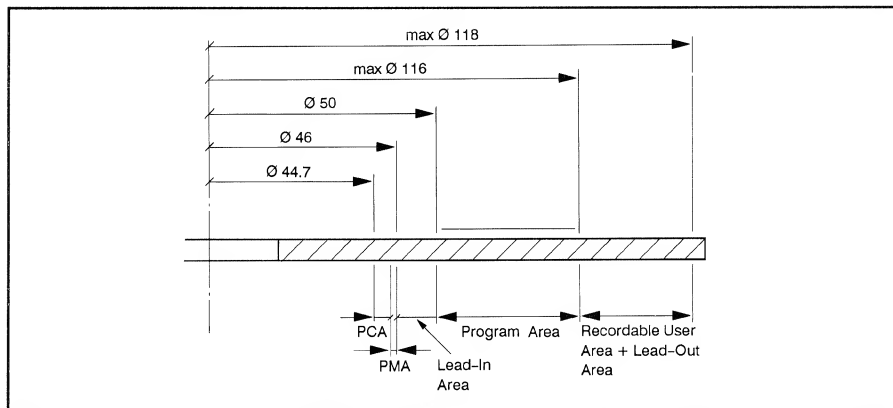 max Ø 118
max Ø 116
Ø 50
Ø 46
Ø 44.7
PCA
PMA
Lead-In
Area
Program Area
Recordable User
Area + Lead-Out
Area